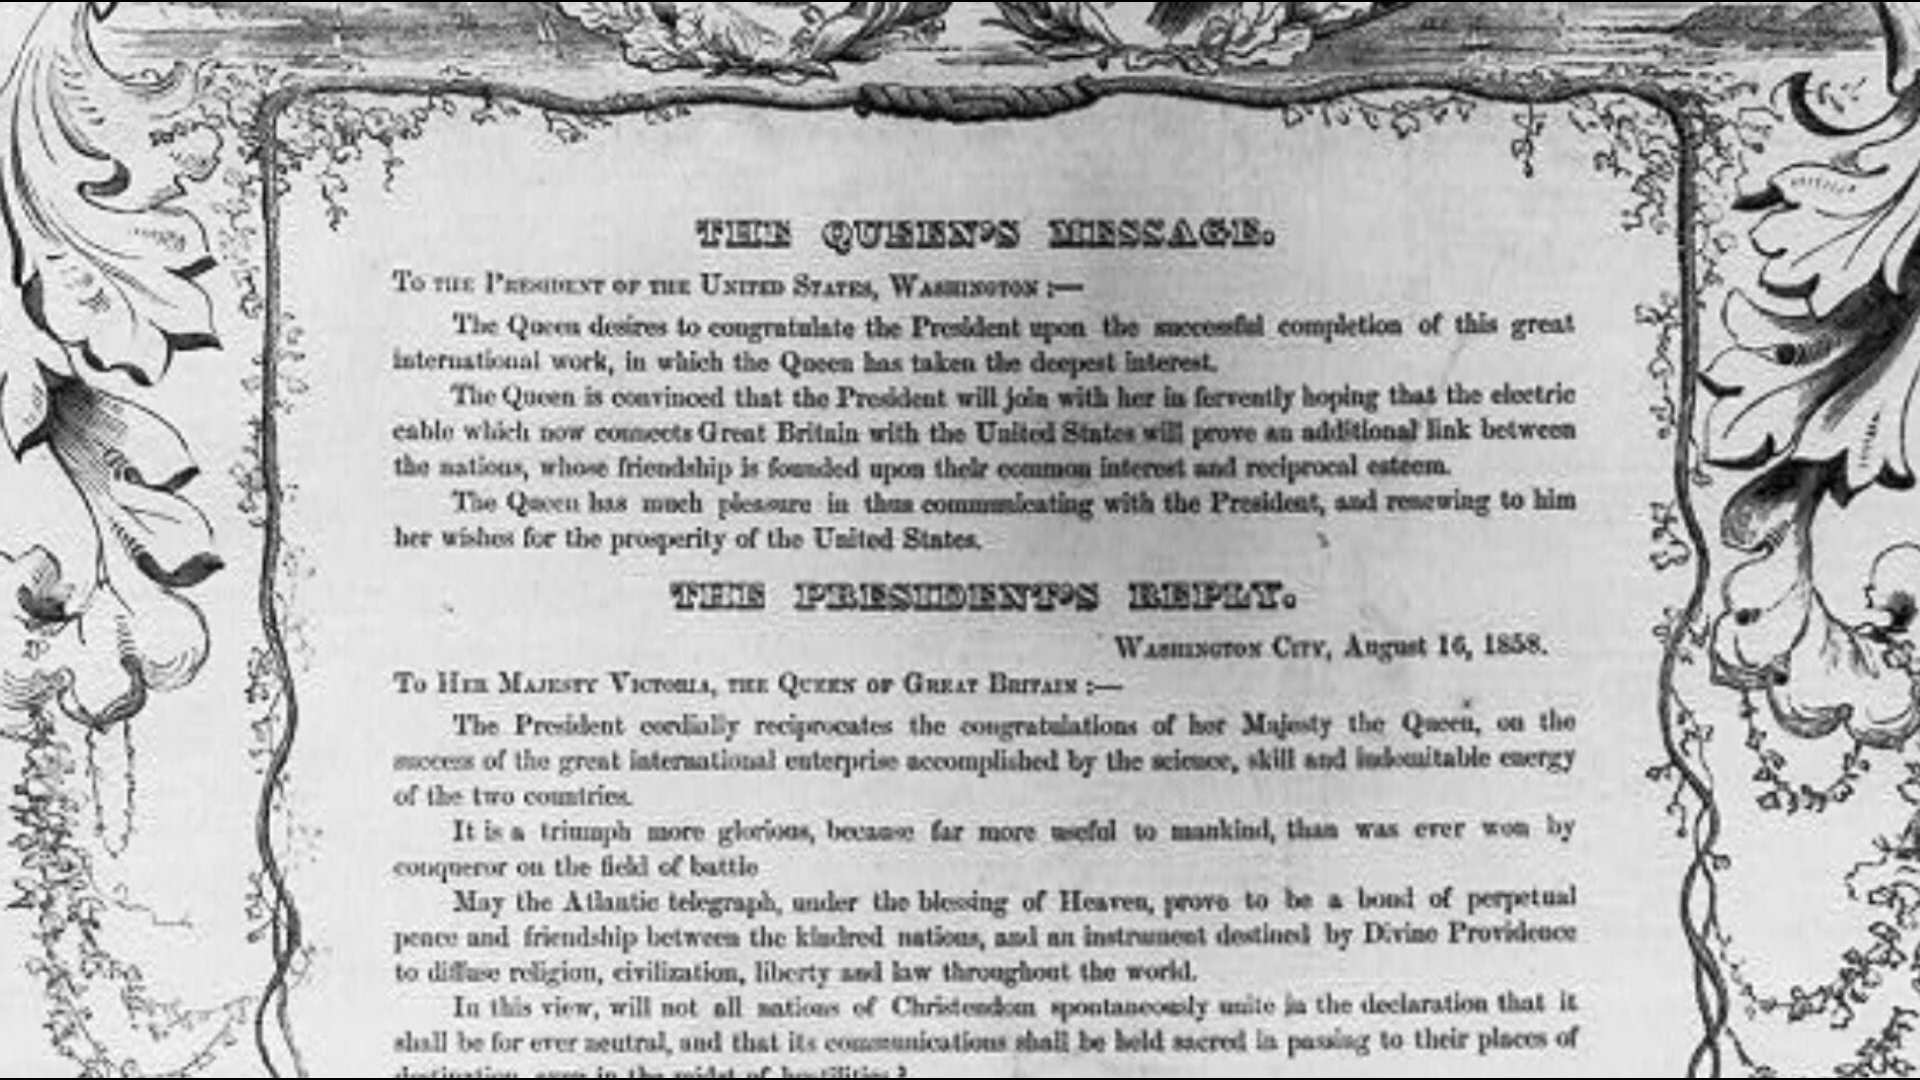 THE QUEEN'S MESSAGE.
To the President of the United States, Washington :—
The Queen desires to congratulate the President upon the successful completion of this great
international work, in which the Queen has taken the deepest interest.
The Queen is convinced that the President will join with her in fervently hoping that the electric
cable which now connects Great Britain with the United States will prove an additional link between
the nations, whose friendship is founded upon their common interest and reciprocal esteem.
The Queen has much pleasure in thus communicating with the President, and renewing to him
her wishes for the prosperity of the United States.
THE PRESIDENT'S REPLY.
Washington City, August 16, 1858.
To Her Majesty Victoria, the Queen of Great Britain :—
The President cordially reciprocates the congratulations of her Majesty the Queen, on the
success of the great international enterprise accomplished by the science, skill and indomitable energy
of the two countries.
It is a triumph more glorious, because far more useful to mankind, than was ever won by
conqueror on the field of battle
May the Atlantic telegraph, under the blessing of Heaven, prove to be a bond of perpetual
peace and friendship between the kindred nations, and an instrument destined by Divine Providence
to diffuse religion, civilization, liberty and law throughout the world.
In this view, will not all nations of Christendom spontaneously unite in the declaration that it
shall be for ever neutral, and that its communications shall be held sacred in passing to their places of
destination, even in the midst of hostilities ?